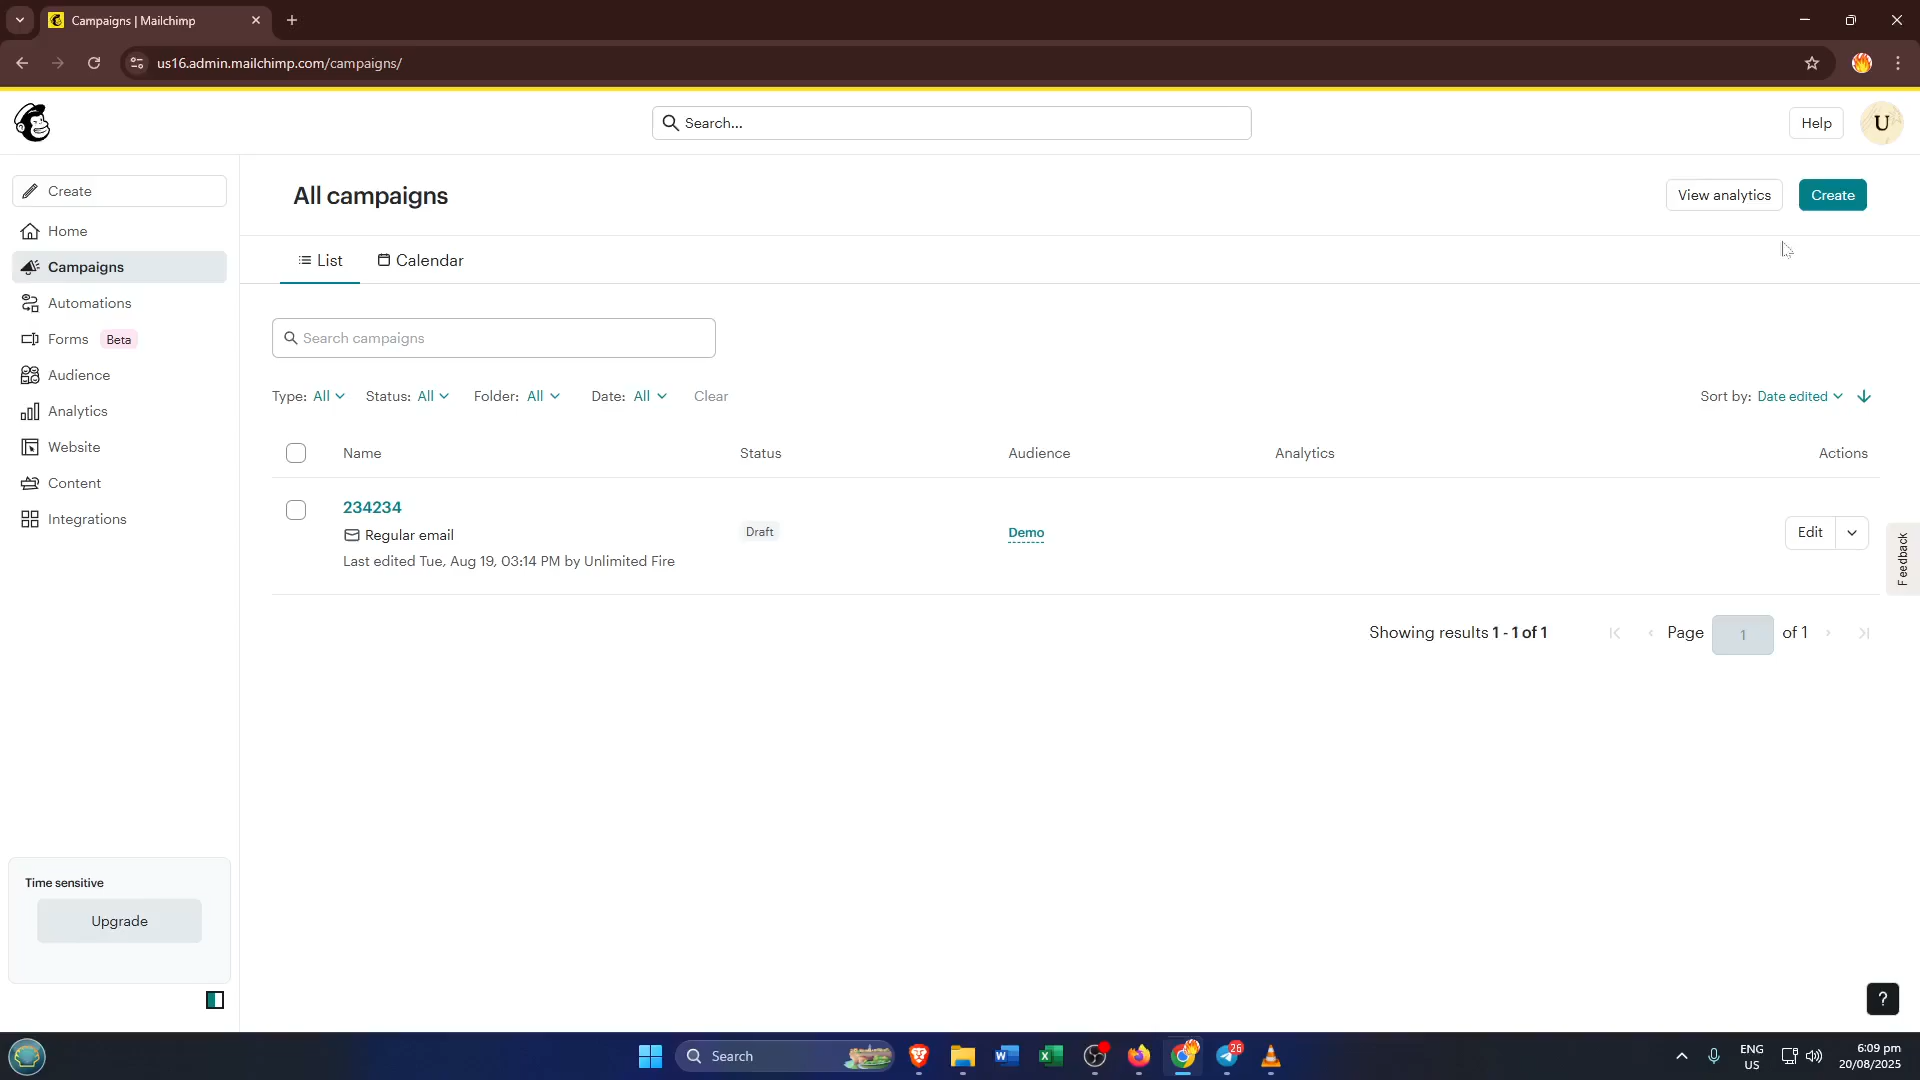 Campaigns | Mailchimp
us16.admin.mailchimp.com/campaigns/
Search...
Help
U
Create
Home
Campaigns
Automations
Forms Beta
Audience
Analytics
Website
Content
Integrations
Time sensitive
Upgrade
All campaigns
View analytics
Create
List
Calendar
Search campaigns
Type: All
Status: All
Folder: All
Date: All
Clear
Sort by: Date edited
Name
Status
Audience
Analytics
Actions
234234
Regular email
Last edited Tue, Aug 19, 03:14 PM by Unlimited Fire
Draft
Demo
Edit
Feedback
Showing results 1 - 1 of 1
Page 1 of 1
?
Search
26
ENG
US
6:09 pm
20/08/2025